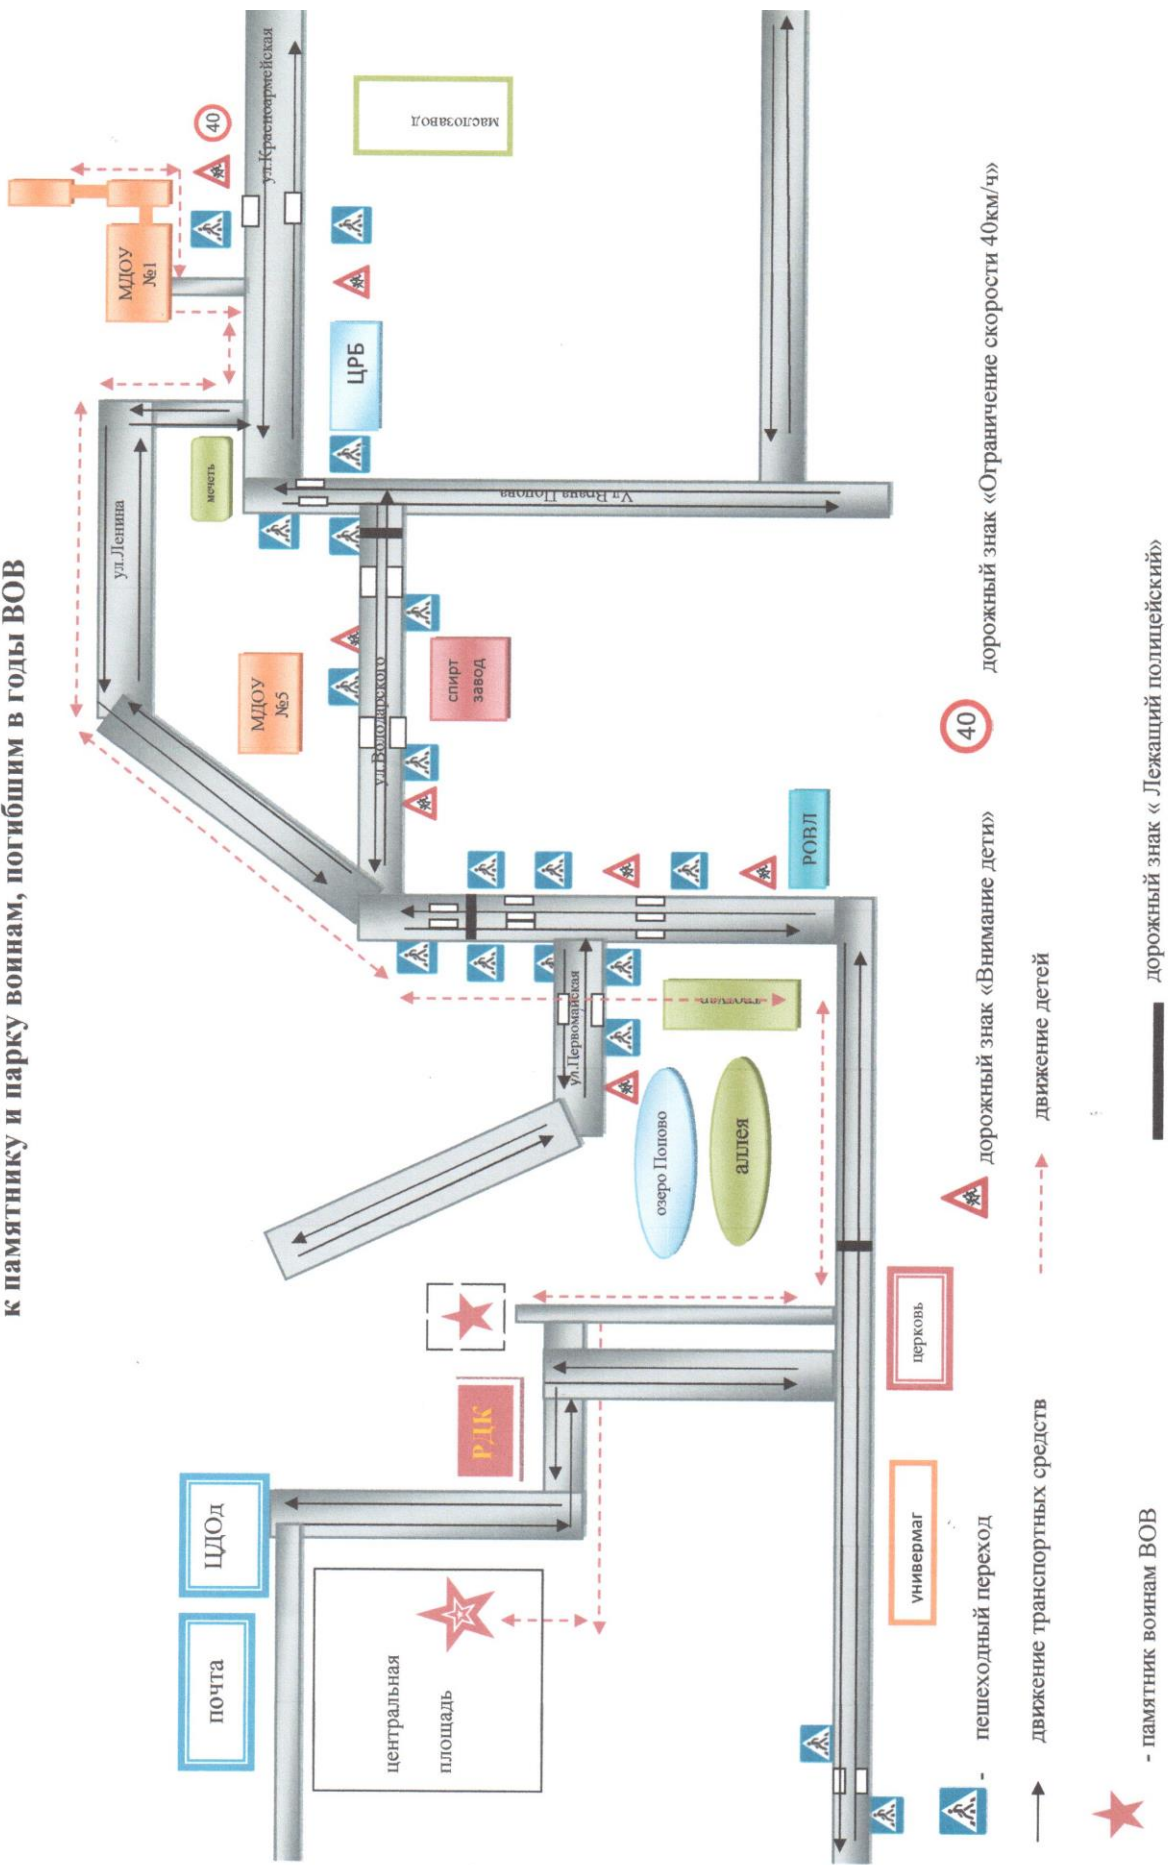 к памятнику и парку воинам, погибшим в годы ВОВ
почта
ЦДОд
МДОУ
№1
40
ул.Красноармейская
ул.Ленина
мечеть
ЦРБ
маслозавод
МДОУ
№5
ул.Володарского
Ул.Врача Попова
спирт
завод
РДК
центральная
площадь
ул.Первомайская
озеро Попово
аллея
РОВД
универмаг
церковь
- пешеходный переход
дорожный знак «Внимание дети»
40
дорожный знак «Ограничение скорости 40км/ч»
движение транспортных средств
движение детей
- памятник воинам ВОВ
дорожный знак « Лежащий полицейский»